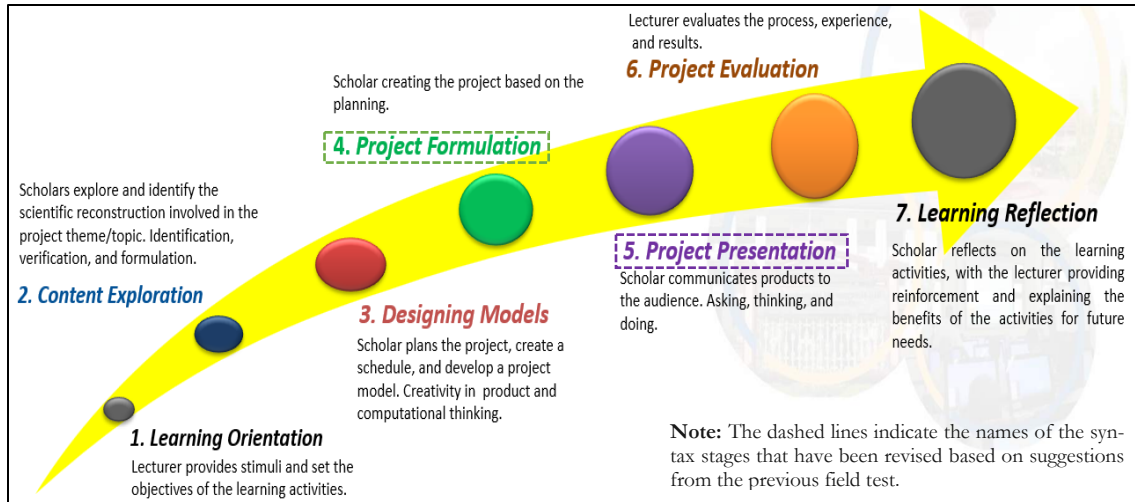 1. Learning Orientation
Lecturer provides stimuli and set the
objectives of the learning activities.
Scholars explore and identify the
scientific reconstruction involved in the
project theme/topic. Identification,
verification, and formulation.
2. Content Exploration
3. Designing Models
Scholar plans the project, create a
schedule, and develop a project
model. Creativity in product and
computational thinking.
Scholar creating the project based on the
planning.
4. Project Formulation
5. Project Presentation
Scholar communicates products to
the audience. Asking, thinking, and
doing.
Lecturer evaluates the process, experience,
and results.
6. Project Evaluation
7. Learning Reflection
Scholar reflects on the learning
activities, with the lecturer providing
reinforcement and explaining the
benefits of the activities for future
needs.
Note: The dashed lines indicate the names of the syn-
tax stages that have been revised based on suggestions
from the previous field test.